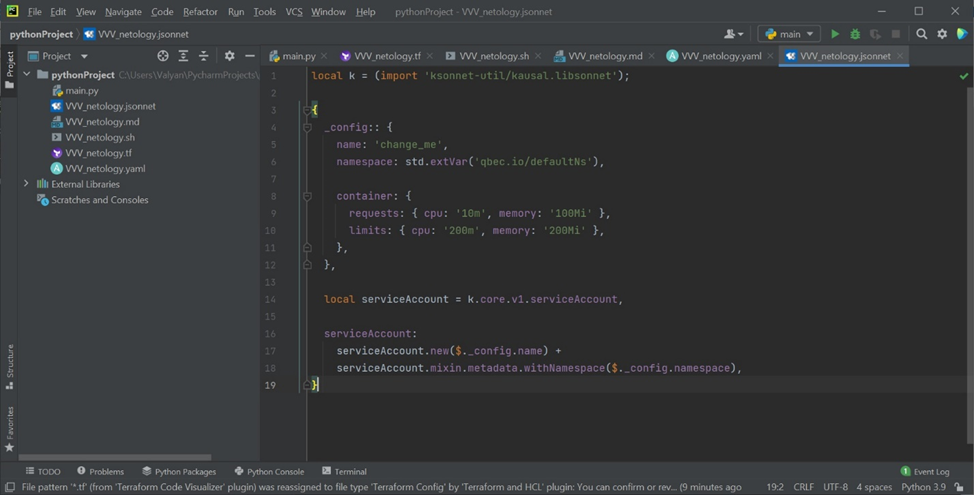 File Edit View Navigate Code Refactor Run Tools VCS Window Help pythonProject - VVV_netology.jsonnet
pythonProject VVV_netology.jsonnet main
Project main.py VVV_netology.tf VVV_netology.sh VVV_netology.md VVV_netology.yaml VVV_netology.jsonnet
Project
pythonProject C:\Users\Valyan\PycharmProjects\
main.py
VVV_netology.jsonnet
VVV_netology.md
VVV_netology.sh
VVV_netology.tf
VVV_netology.yaml
External Libraries
Scratches and Consoles
Structure
Favorites
1 local k = (import 'ksonnet-util/kausal.libsonnet');
2
3 {
4 _config:: {
5 name: 'change_me',
6 namespace: std.extVar('qbec.io/defaultNs'),
7
8 container: {
9 requests: { cpu: '10m', memory: '100Mi' },
10 limits: { cpu: '200m', memory: '200Mi' },
11 },
12 },
13
14 local serviceAccount = k.core.v1.serviceAccount,
15
16 serviceAccount:
17 serviceAccount.new($._config.name) +
18 serviceAccount.mixin.metadata.withNamespace($._config.namespace),
19 }
TODO Problems Python Packages Python Console Terminal 1 Event Log
File pattern '*.tf' (from 'Terraform Code Visualizer' plugin) was reassigned to file type 'Terraform Config' by 'Terraform and HCL' plugin: You can confirm or rev... (9 minutes ago) 19:2 CRLF UTF-8 4 spaces Python 3.9